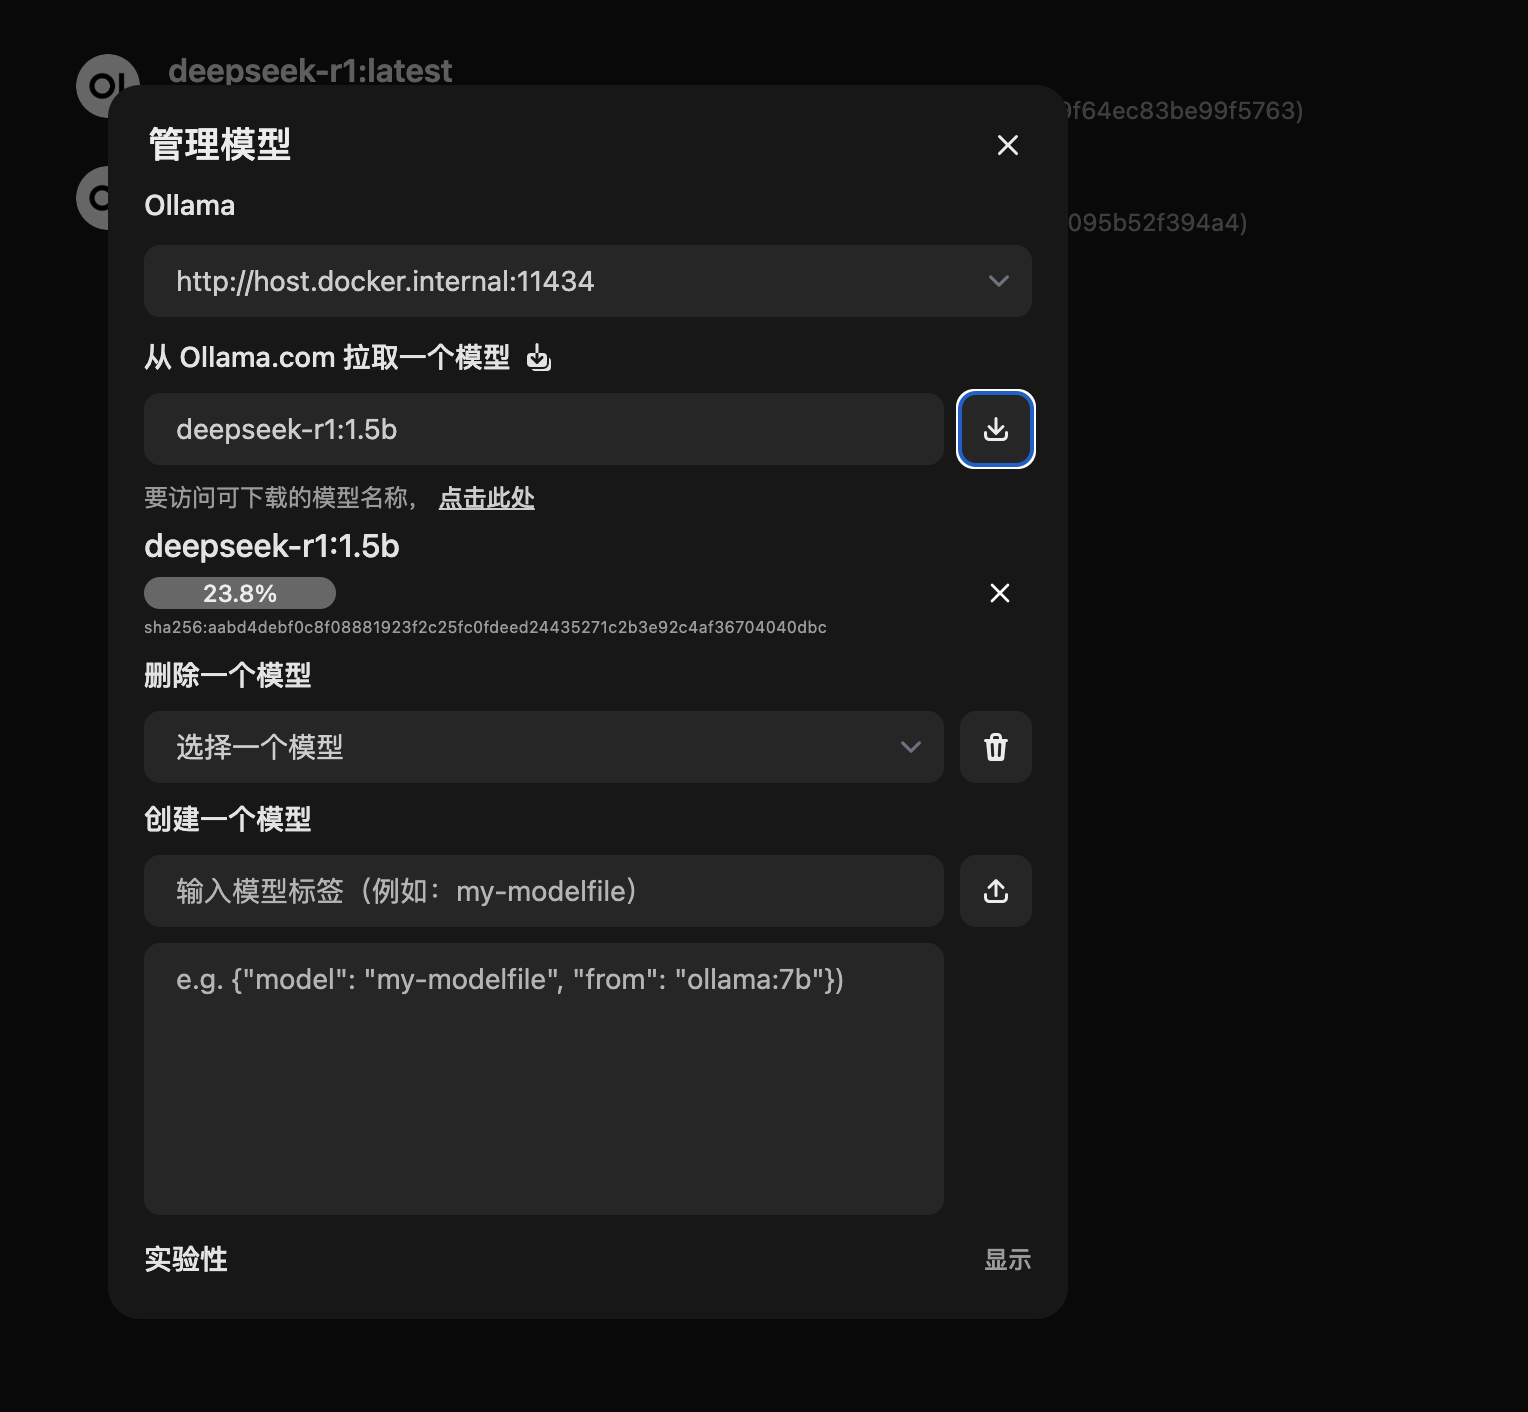 deepseek-r1:latest
9f64ec83be99f5763)
095b52f394a4)
管理模型
Ollama
http://host.docker.internal:11434
从 Ollama.com 拉取一个模型
deepseek-r1:1.5b
要访问可下载的模型名称， 点击此处
deepseek-r1:1.5b
23.8%
sha256:aabd4debf0c8f08881923f2c25fc0fdeed24435271c2b3e92c4af36704040dbc
删除一个模型
选择一个模型
创建一个模型
输入模型标签（例如：my-modelfile）
e.g. {"model": "my-modelfile", "from": "ollama:7b"})
实验性
显示